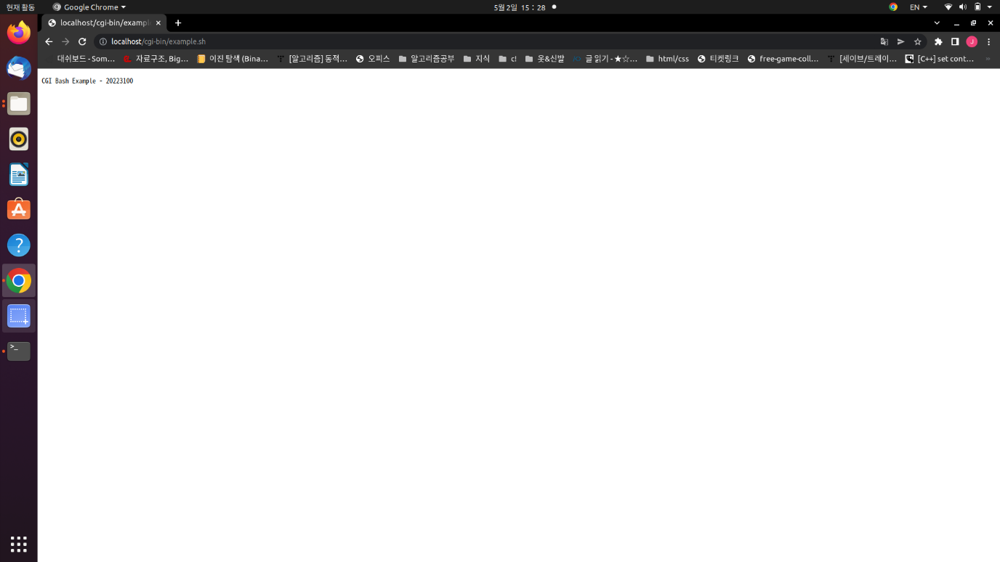 현재 활동 Google Chrome 5월 2일 15 : 28 EN
localhost/cgi-bin/example
localhost/cgi-bin/example.sh J
대쉬보드 - Som… 자료구조, Big… 이진 탐색 (Bina… [알고리즘] 동적… 오피스 알고리즘공부 지식 c! 옷&신발 글 읽기 - ★☆… html/css 티켓링크 free-game-coll… [세이브/트레이… [C++] set cont… »
CGI Bash Example - 20223100